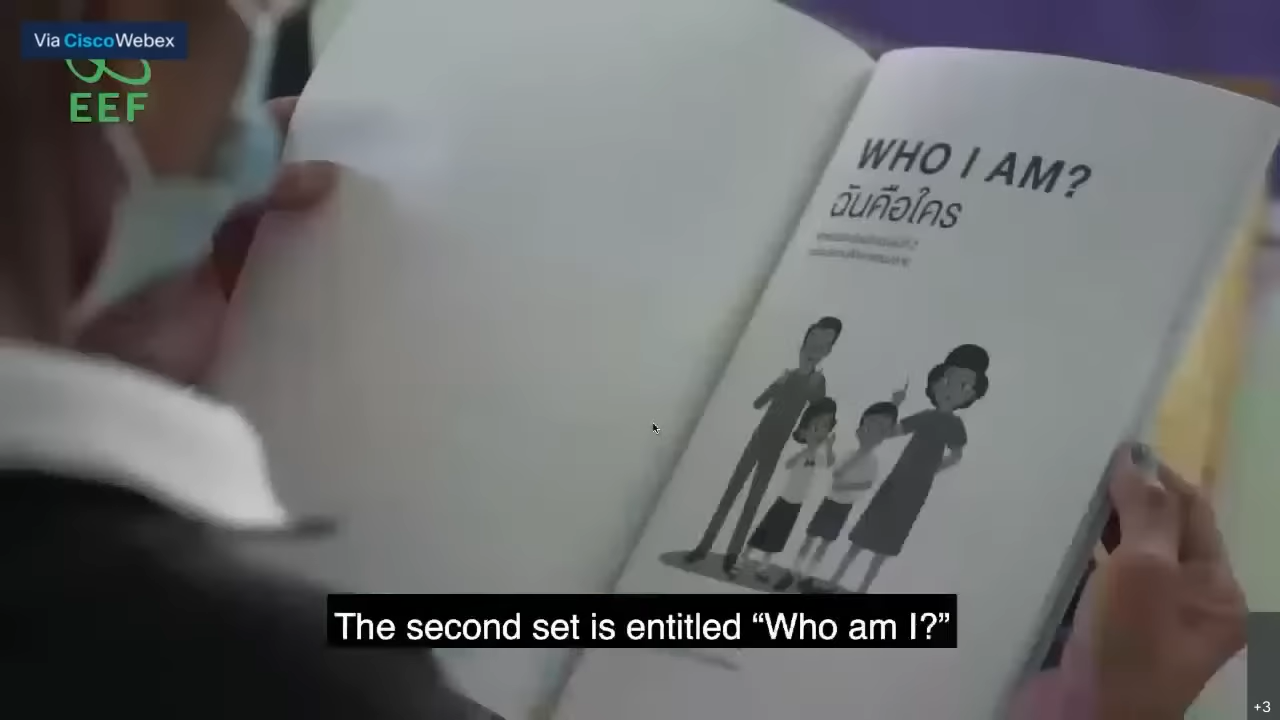 Via CiscoWebex
EEF
WHO I AM?
ฉันคือใคร
The second set is entitled “Who am I?”
+3